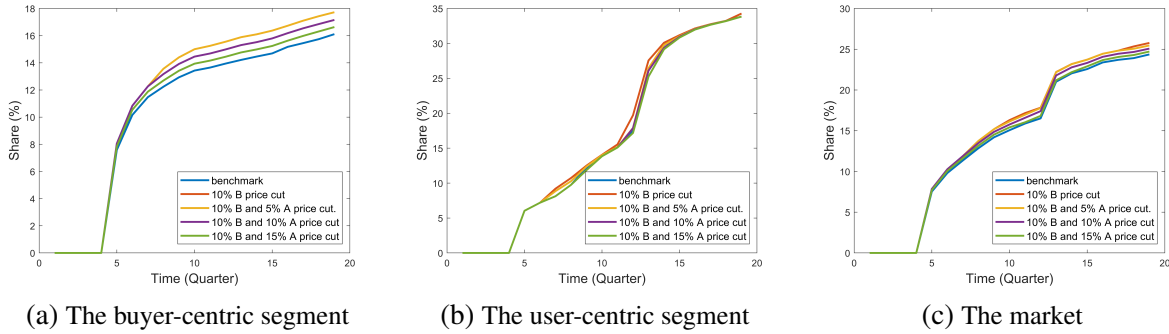 18
16
14
12
10
8
6
4
2
0
Share (%)
0 5 10 15 20
Time (Quarter)
benchmark
10% B price cut
10% B and 5% A price cut.
10% B and 10% A price cut
10% B and 15% A price cut
(a) The buyer-centric segment
35
30
25
20
15
10
5
0
Share (%)
0 5 10 15 20
Time (Quarter)
benchmark
10% B price cut
10% B and 5% A price cut.
10% B and 10% A price cut
10% B and 15% A price cut
(b) The user-centric segment
30
25
20
15
10
5
0
Share (%)
0 5 10 15 20
Time (Quarter)
benchmark
10% B price cut
10% B and 5% A price cut.
10% B and 10% A price cut
10% B and 15% A price cut
(c) The market